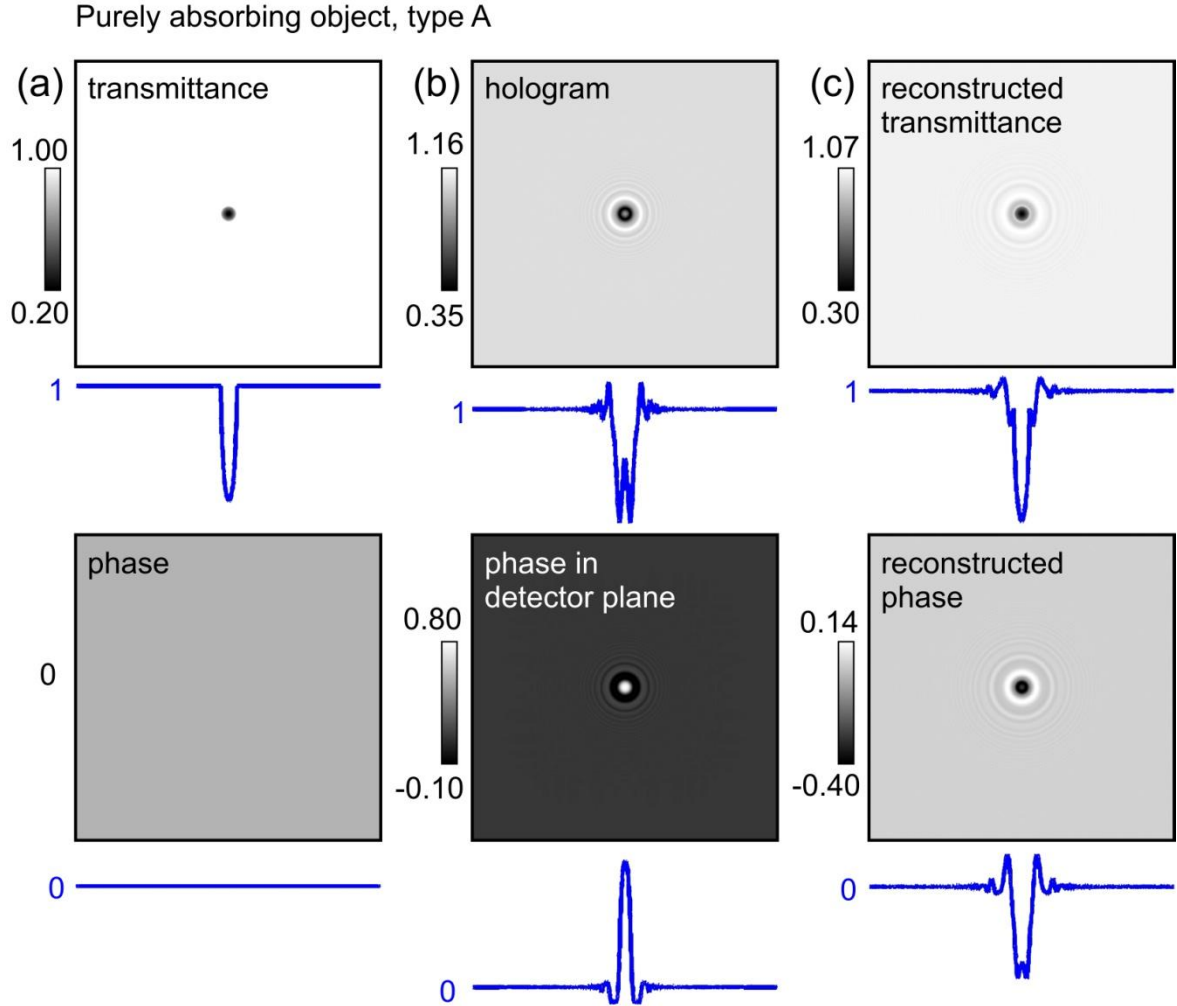 Purely absorbing object, type A
(a)
transmittance
1.00
0.20
1
(b)
hologram
1.16
0.35
1
(c)
reconstructed
transmittance
1.07
0.30
1
phase
0
0
phase in
detector plane
0.80
-0.10
0
reconstructed
phase
0.14
-0.40
0